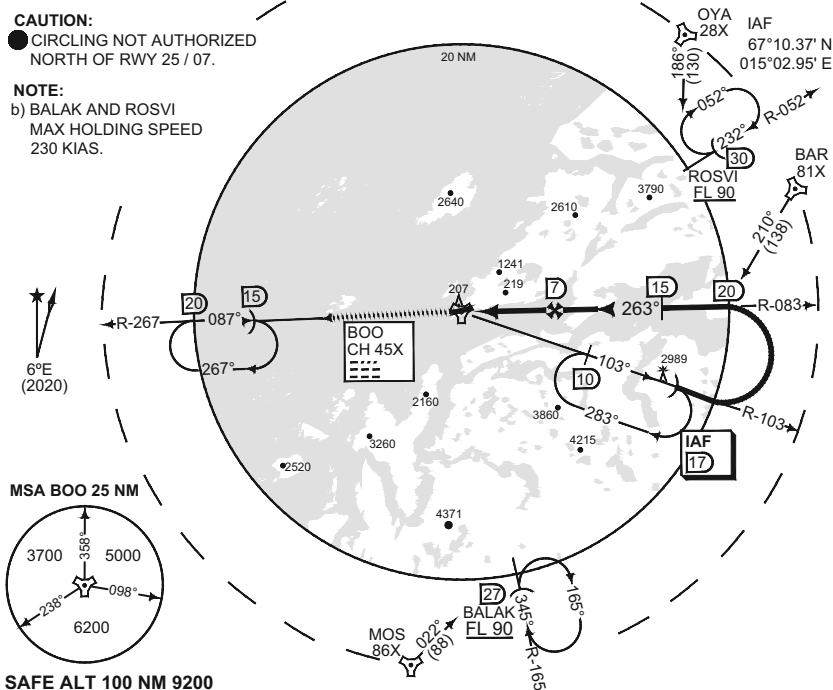 CAUTION:
CIRCLING NOT AUTHORIZED
NORTH OF RWY 25 / 07.
NOTE:
b) BALAK AND ROSVI
MAX HOLDING SPEED
230 KIAS.
20 NM
OYA
28X
IAF
67°10.37' N
015°02.95' E
186°
(130)
052°
R-052
232°
30
ROSVI
FL 90
BAR
81X
210°
(138)
2640
2610
3790
1241
219
207
7
15
20
263°
R-083
20
15
R-267
087°
267°
BOO
CH 45X
103°
2989
10
283°
R-103
IAF
17
6ºE
(2020)
2160
3860
3260
4215
2520
4371
MSA BOO 25 NM
3700
358°
5000
098°
238°
6200
SAFE ALT 100 NM 9200
27
BALAK
FL 90
345°
165°
R-165
MOS
86X
022°
(88)